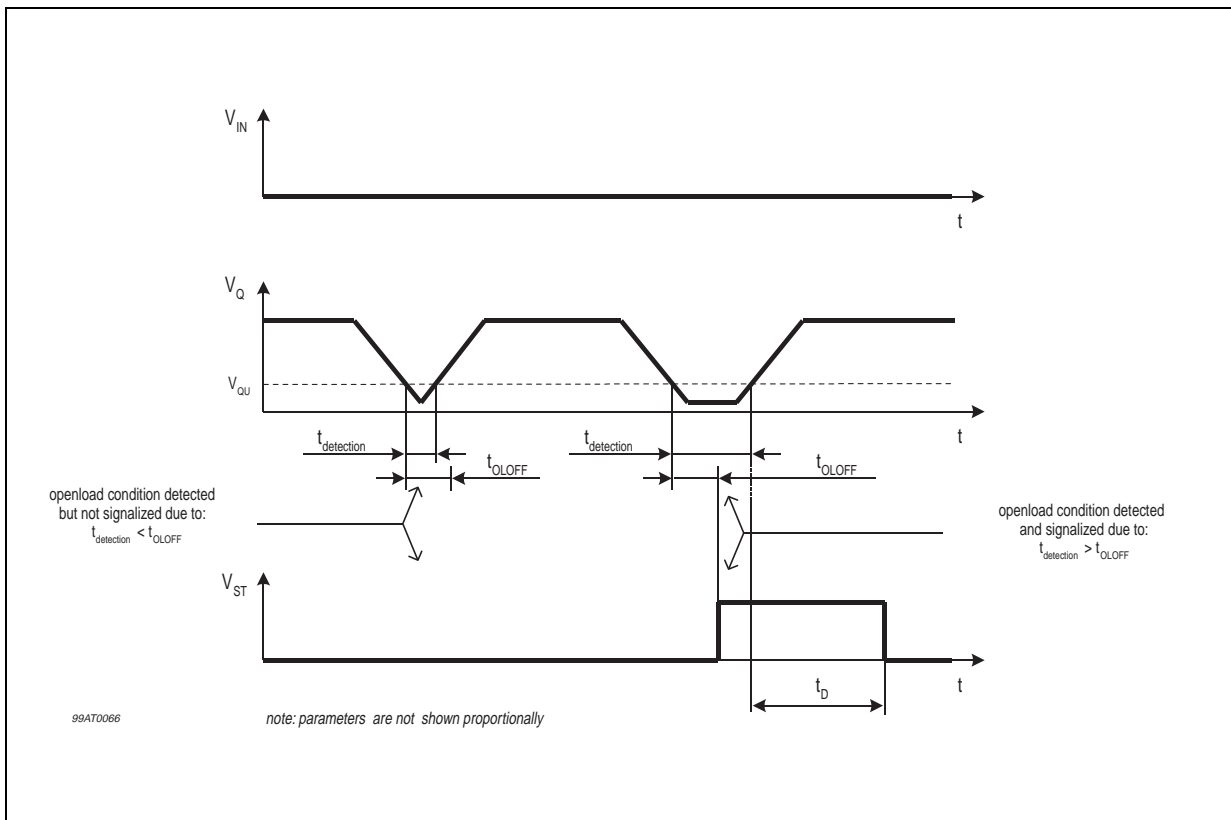 V_IN
t
V_Q
V_QU
t
t_detection
t_OLOFF
t_detection
t_OLOFF
openload condition detected
but not signalized due to:
t_detection < t_OLOFF
openload condition detected
and signalized due to:
t_detection > t_OLOFF
V_ST
t
t_D
99AT0066
note: parameters are not shown proportionally